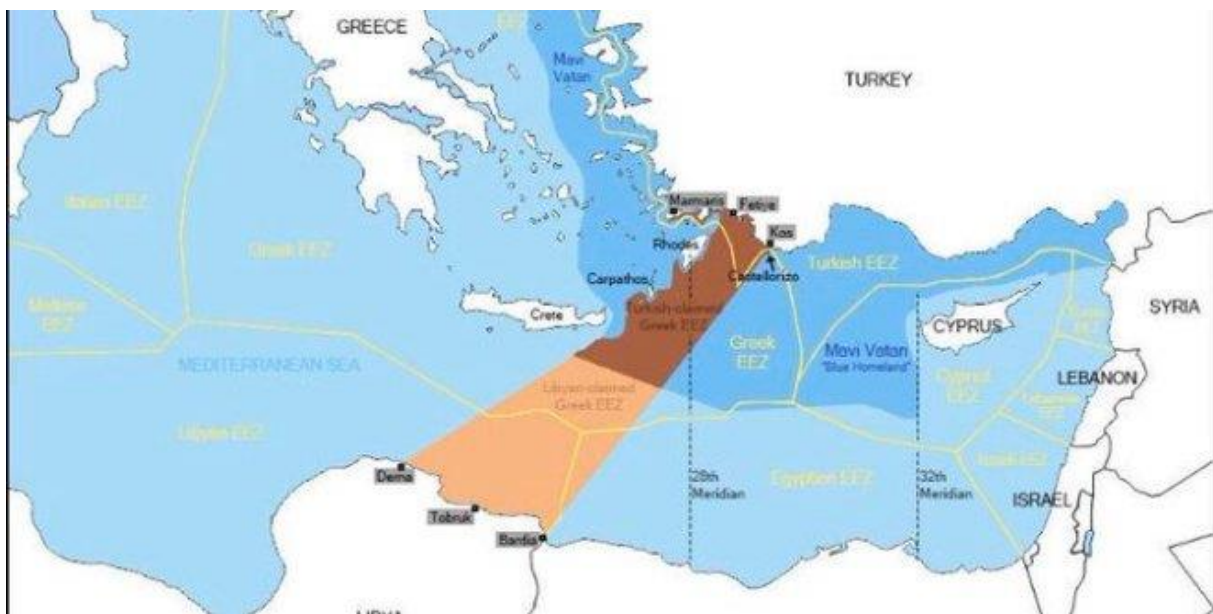 EEZ
GREECE
Mavi
Vatan
TURKEY
Italian EEZ
Greek EEZ
Maltese
EEZ
Marmaris
Fetiye
Kas
Rhodes
Castellorizo
Turkish EEZ
Carpathos
Crete
Turkish-claimed
Greek EEZ
SYRIA
CYPRUS
Greek
EEZ
Mavi Vatan
"Blue Homeland"
MEDITERRANEAN SEA
Libyan-claimed
Greek EEZ
Cypriot
EEZ
LEBANON
Lebanese
EEZ
Libyan EEZ
Derna
Tobruk
Bardia
28th
Meridian
Egyptian EEZ
32th
Meridian
Israeli EEZ
ISRAEL